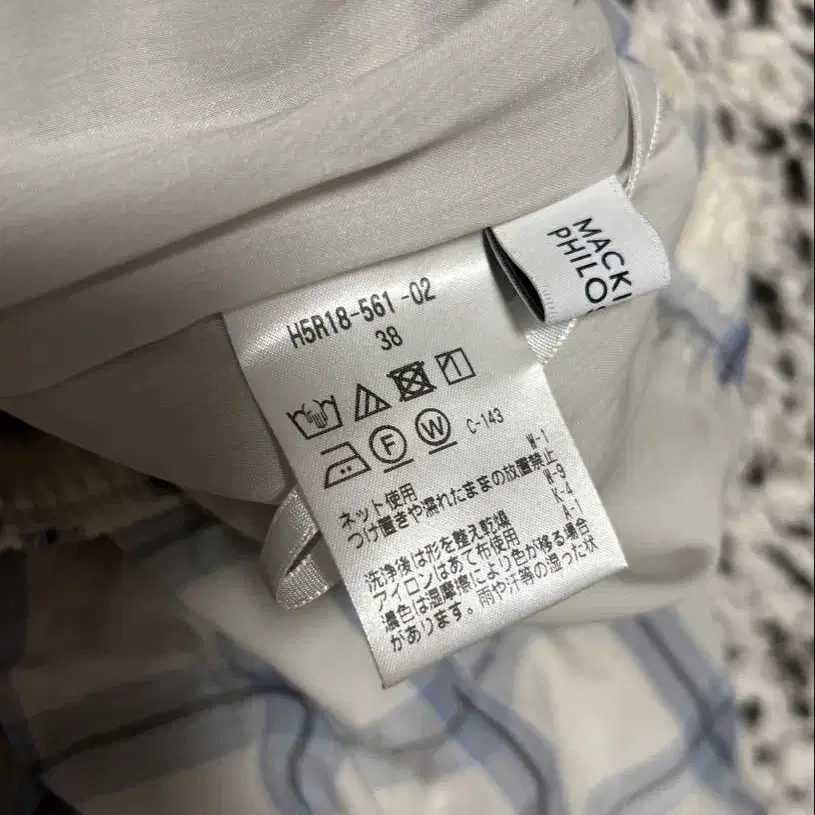 MACKI
PHILO
H5R18-561-02
38
F W C-143
ネット使用 W-1
つけ置きや濡れたままの放置禁止
W-9
K-4
A-1
洗浄後は形を整え乾燥
アイロンはあて布使用
濃色は湿摩擦により色が移る場合
があります。雨や汗等の湿った状